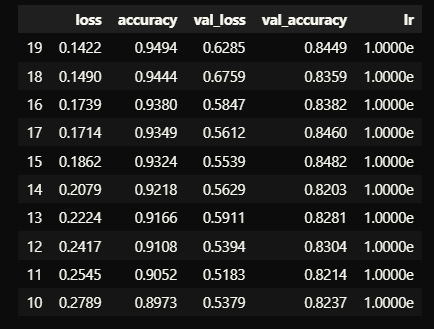 loss accuracy val_loss val_accuracy lr
19 0.1422 0.9494 0.6285 0.8449 1.0000e
18 0.1490 0.9444 0.6759 0.8359 1.0000e
16 0.1739 0.9380 0.5847 0.8382 1.0000e
17 0.1714 0.9349 0.5612 0.8460 1.0000e
15 0.1862 0.9324 0.5539 0.8482 1.0000e
14 0.2079 0.9218 0.5629 0.8203 1.0000e
13 0.2224 0.9166 0.5911 0.8281 1.0000e
12 0.2417 0.9108 0.5394 0.8304 1.0000e
11 0.2545 0.9052 0.5183 0.8214 1.0000e
10 0.2789 0.8973 0.5379 0.8237 1.0000e